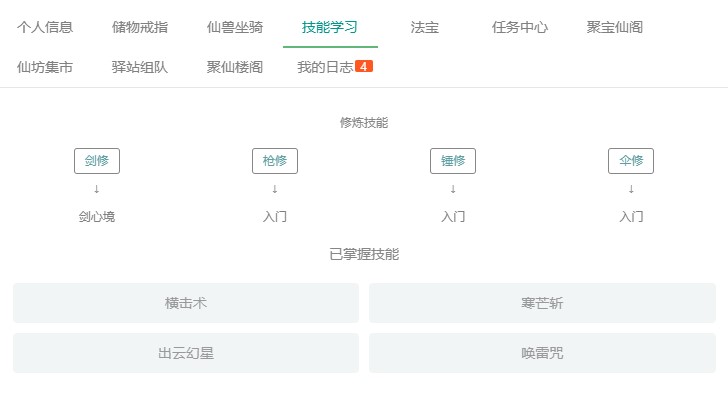 个人信息 储物戒指 仙兽坐骑 技能学习 法宝 任务中心 聚宝仙阁
仙坊集市 驿站组队 聚仙楼阁 我的日志 4
修炼技能
剑修 枪修 锤修 伞修
↓ ↓ ↓ ↓
剑心境 入门 入门 入门
已掌握技能
横击术 寒芒斩
出云幻星 唤雷咒